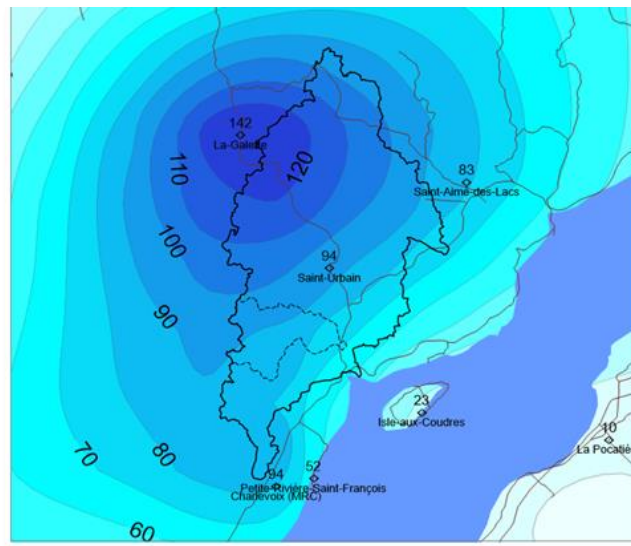 142
La-Galette
110
120
83
Saint-Aimé-des-Lacs
100
94
Saint-Urbain
90
23
Isle-aux-Coudres
10
La Pocatiè
70
80
94
52
Petite-Rivière-Saint-François
Charlevoix (MRC)
60